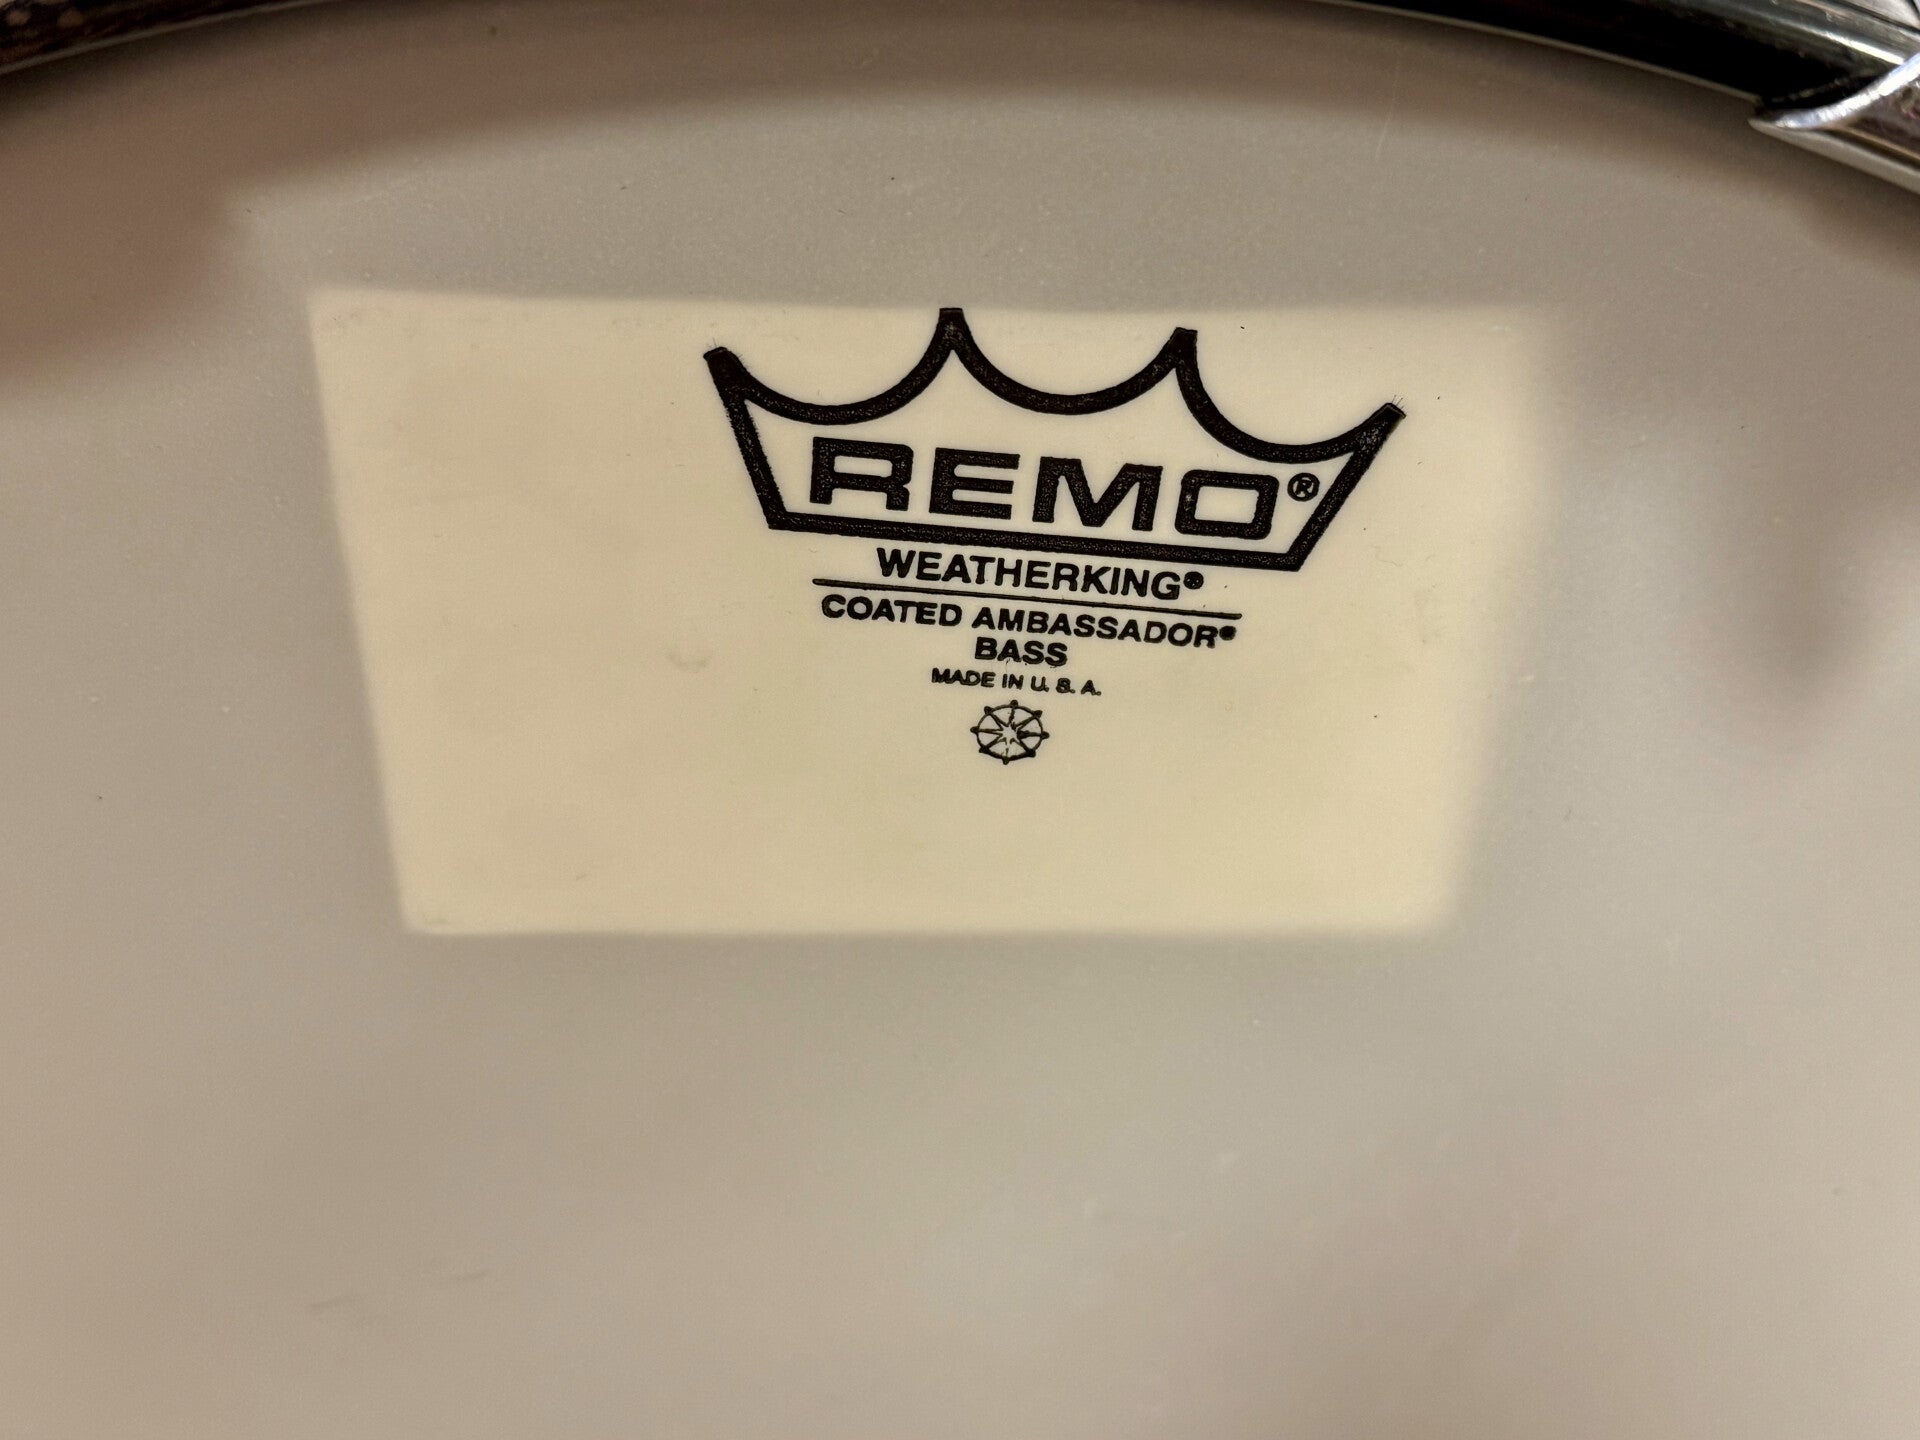 REMO®
WEATHERKING®
COATED AMBASSADOR®
BASS
MADE IN U.S.A.